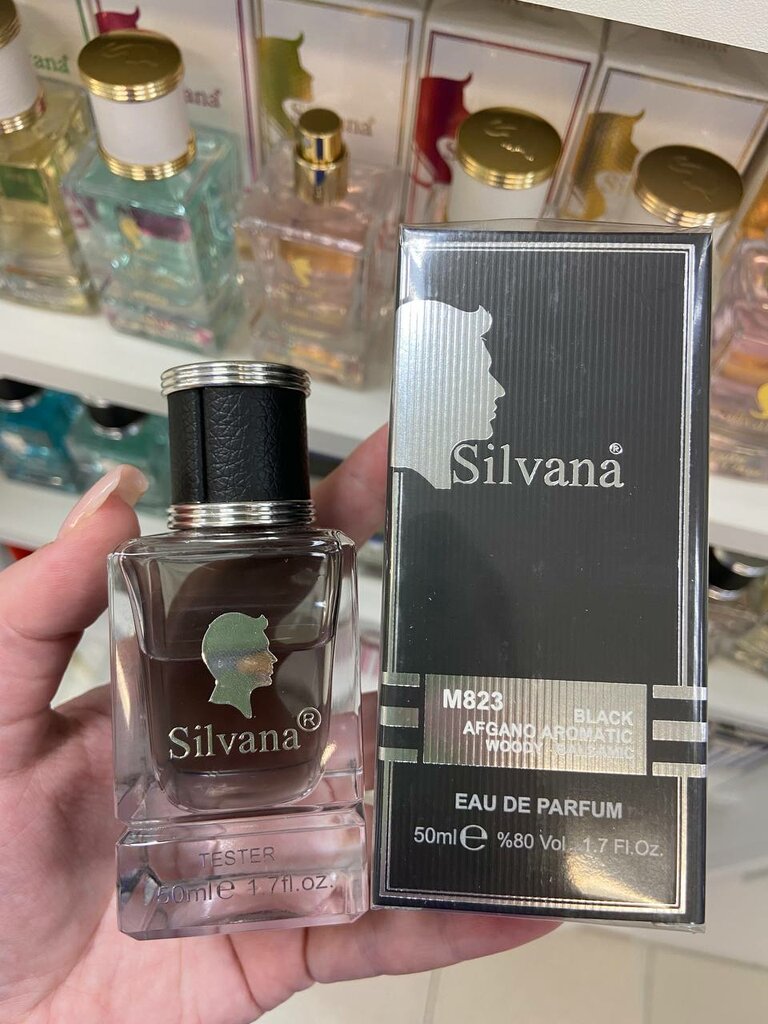 Silvana®
M823
BLACK
AFGANO AROMATIC
WOODY BALSAMIC
EAU DE PARFUM
50ml ℮ %80 Vol. 1.7 Fl.Oz.
Silvana®
TESTER
50ml ℮ 1.7fl.oz.